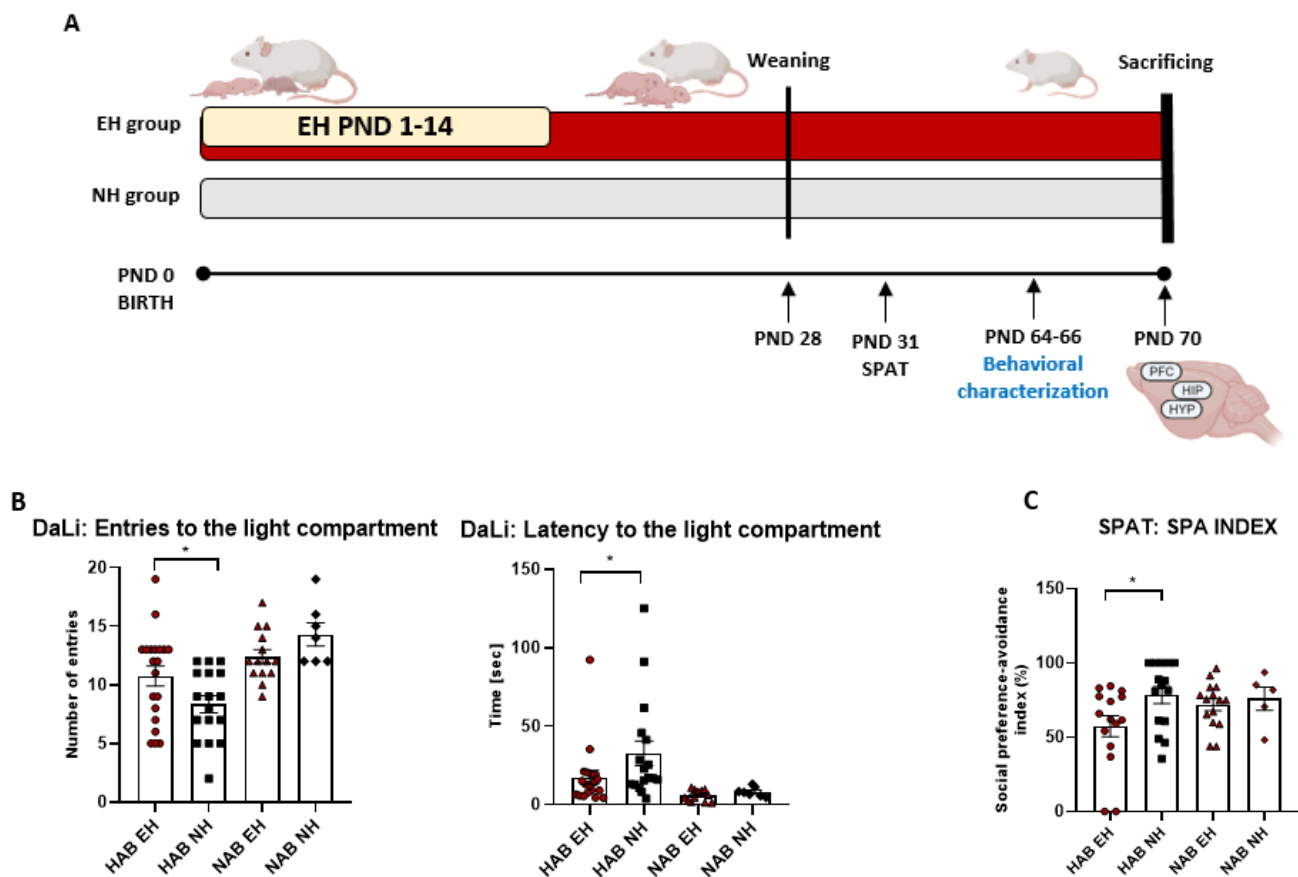 A
Weaning
Sacrificing
EH group
EH PND 1-14
NH group
PND 0
BIRTH
PND 28
PND 31
SPAT
PND 64-66
Behavioral
characterization
PND 70
PFC
HIP
HYP
B
DaLi: Entries to the light compartment
*
Number of entries
20
15
10
5
0
HAB EH
HAB NH
NAB EH
NAB NH
DaLi: Latency to the light compartment
*
Time [sec]
150
100
50
0
HAB EH
HAB NH
NAB EH
NAB NH
C
SPAT: SPA INDEX
*
Social preference-avoidance
index (%)
150
100
50
0
HAB EH
HAB NH
NAB EH
NAB NH